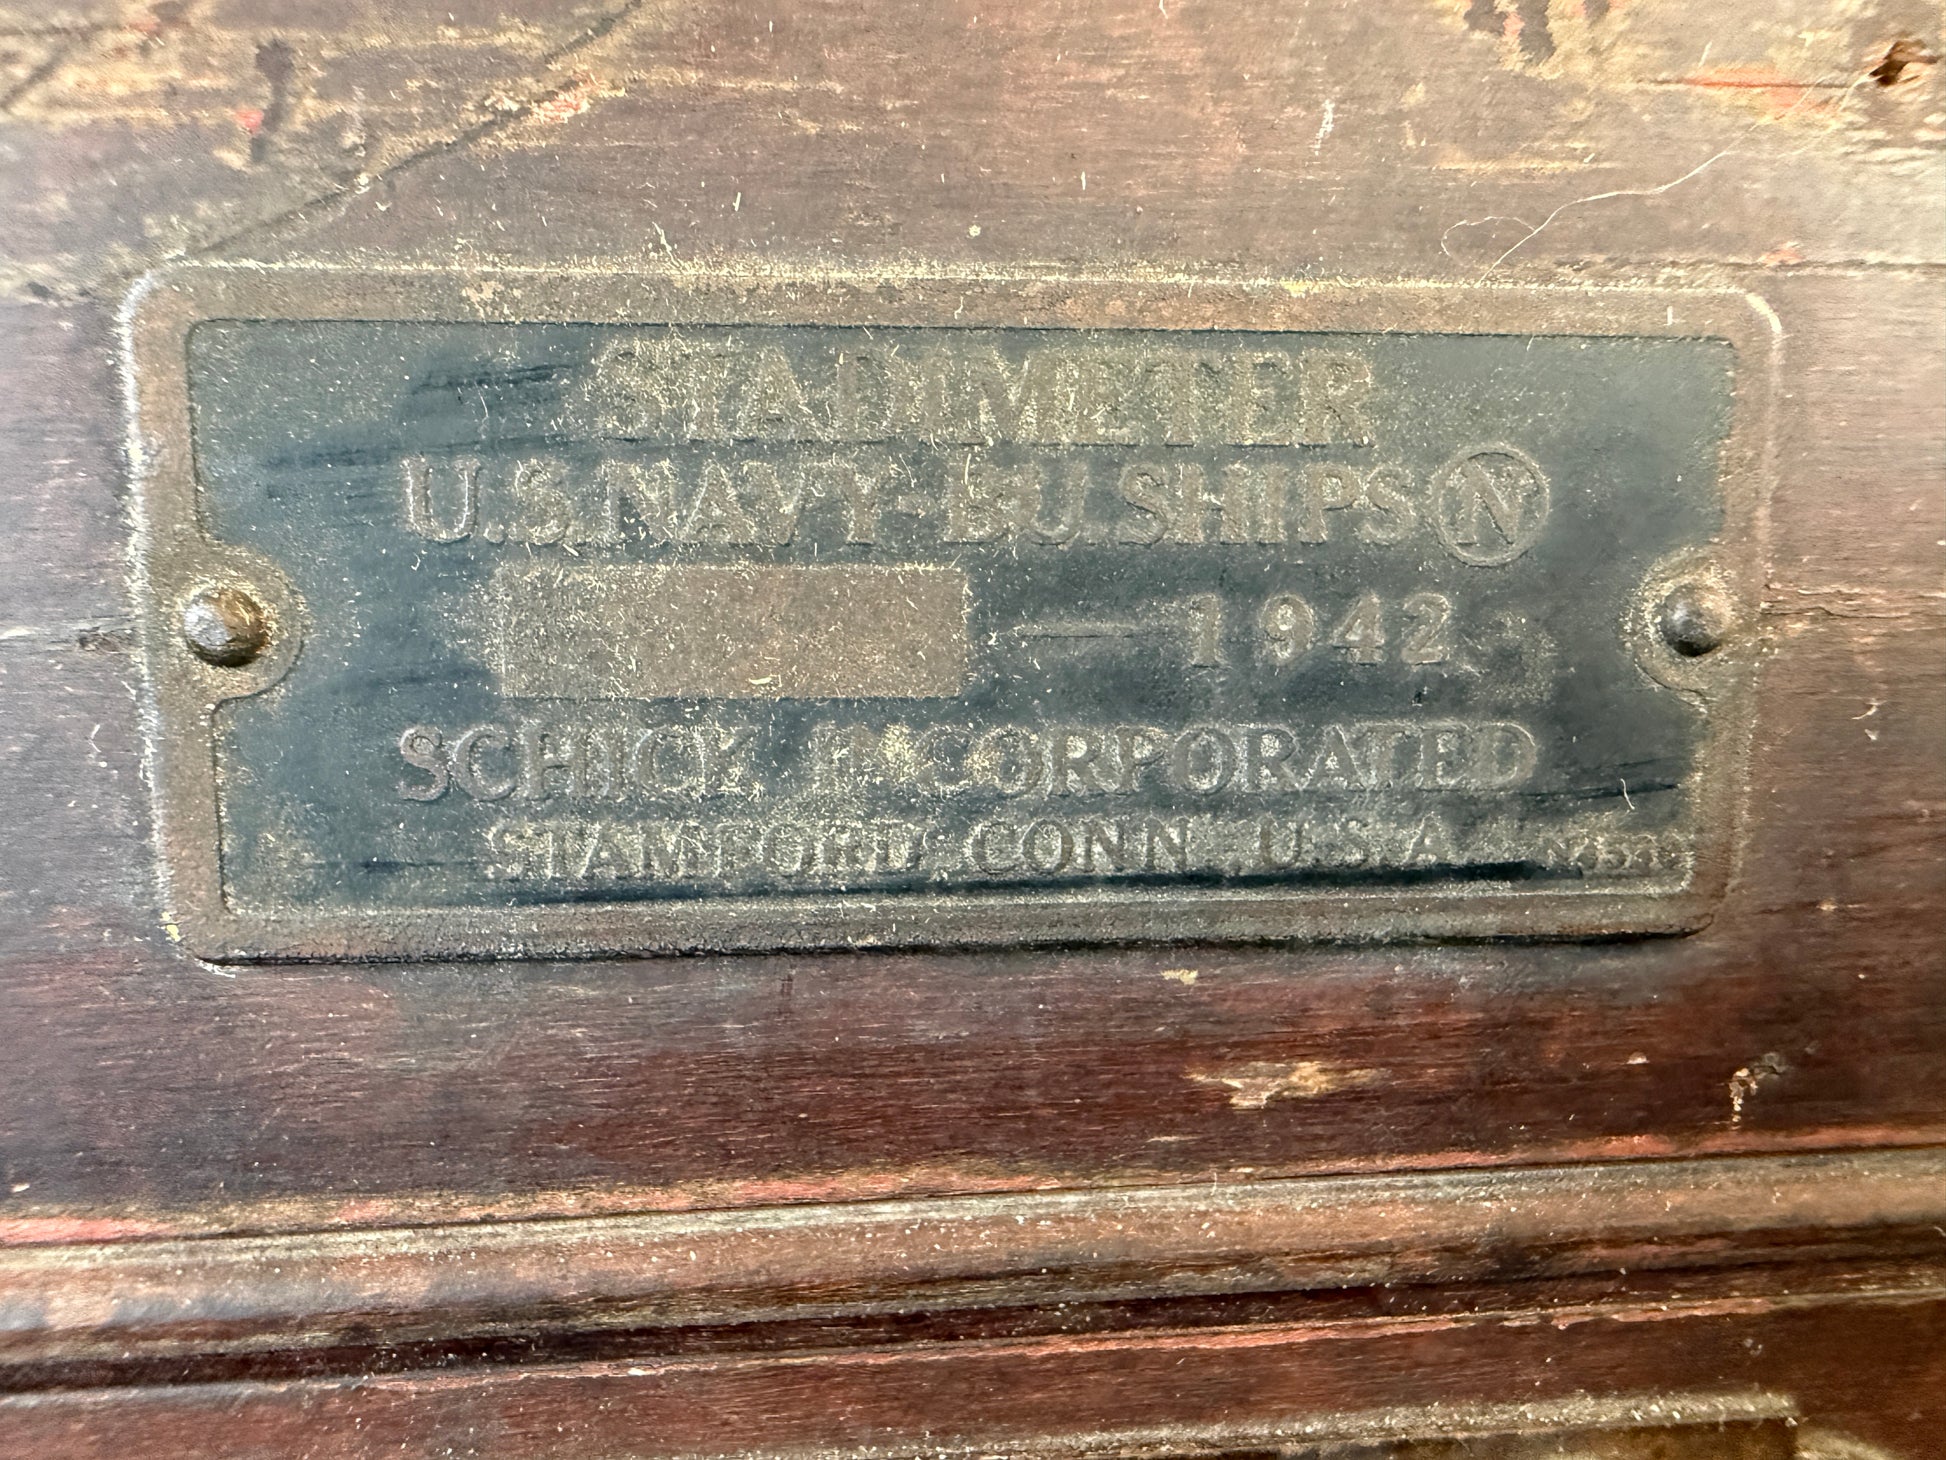 STADIMETER
U.S. NAVY-BU. SHIPS Ⓝ
— 1942
SCHICK INCORPORATED
STAMFORD, CONN. U.S.A.